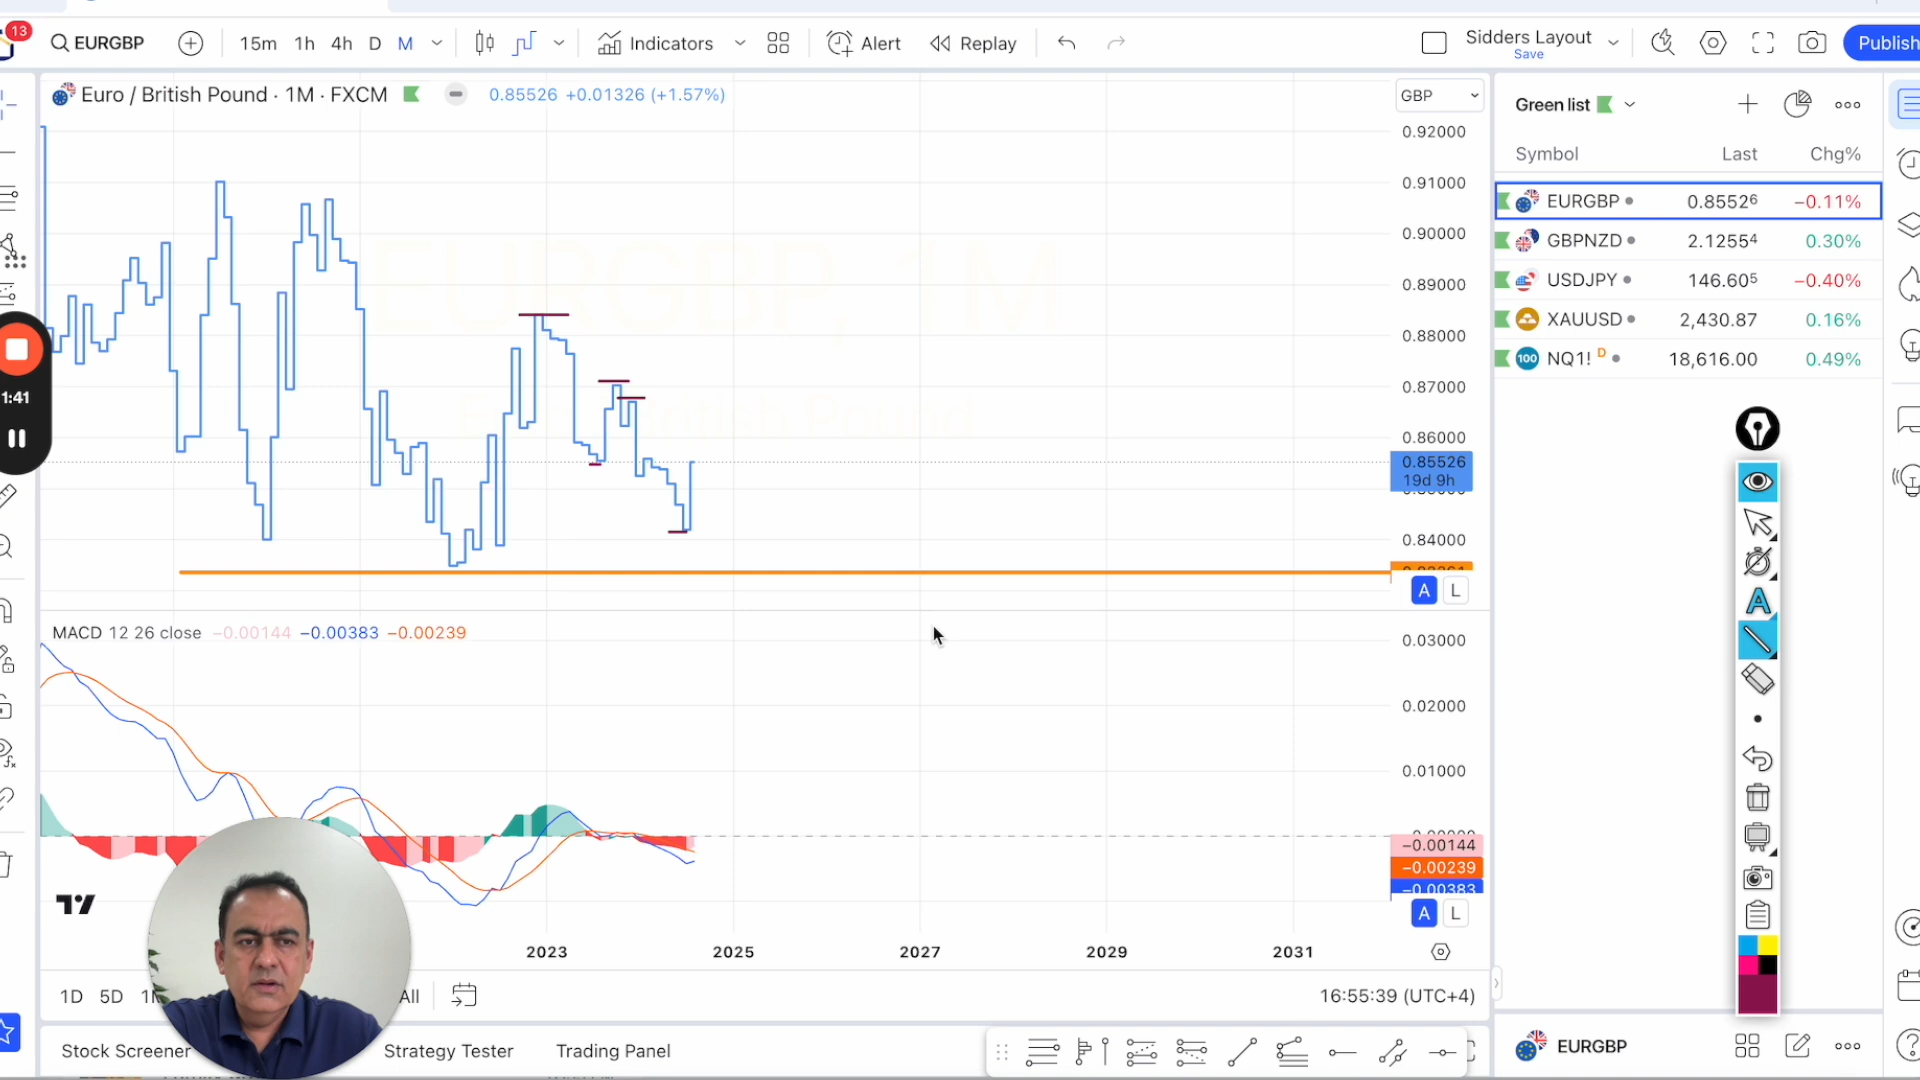 13
EURGBP
15m 1h 4h D M
Indicators
Alert
Replay
Sidders Layout
Save
Publish
Euro / British Pound · 1M · FXCM
0.85526 +0.01326 (+1.57%)
GBP
0.92000
0.91000
0.90000
0.89000
0.88000
0.87000
0.86000
0.85526
19d 9h
0.84000
A L
EURGBP, 1M
Green list
Symbol Last Chg%
EURGBP 0.85526 −0.11%
GBPNZD 2.12554 0.30%
USDJPY 146.605 −0.40%
XAUUSD 2,430.87 0.16%
100 NQ1! D 18,616.00 0.49%
1:41
MACD 12 26 close −0.00144 −0.00383 −0.00239
0.03000
0.02000
0.01000
−0.00144
−0.00239
−0.00383
A L
2023 2025 2027 2029 2031
1D 5D All
16:55:39 (UTC+4)
Stock Screener Strategy Tester Trading Panel
EURGBP